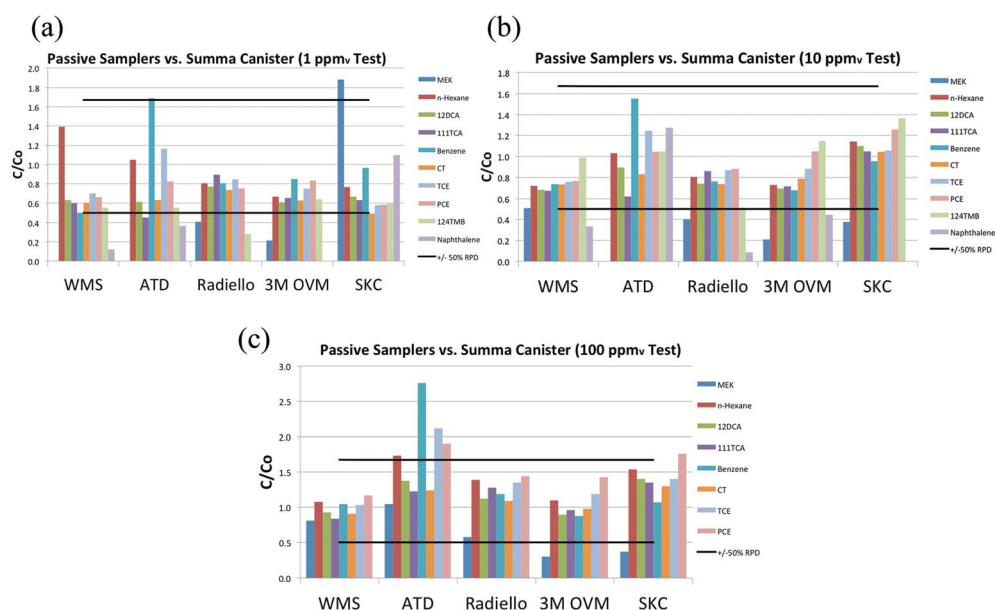 (a)
Passive Samplers vs. Summa Canister (1 ppmv Test)
2.0
1.8
1.6
1.4
1.2
1.0
0.8
0.6
0.4
0.2
0.0
C/Co
WMS ATD Radiello 3M OVM SKC
MEK
n-Hexane
12DCA
111TCA
Benzene
CT
TCE
PCE
124TMB
Naphthalene
+/- 50% RPD
(b)
Passive Samplers vs. Summa Canister (10 ppmv Test)
1.8
1.6
1.4
1.2
1.0
0.8
0.6
0.4
0.2
0.0
C/Co
WMS ATD Radiello 3M OVM SKC
MEK
n-Hexane
12DCA
111TCA
Benzene
CT
TCE
PCE
124TMB
Naphthalene
+/-50% RPD
(c)
Passive Samplers vs. Summa Canister (100 ppmv Test)
3.0
2.5
2.0
1.5
1.0
0.5
0.0
C/Co
WMS ATD Radiello 3M OVM SKC
MEK
n-Hexane
12DCA
111TCA
Benzene
CT
TCE
PCE
+/-50% RPD